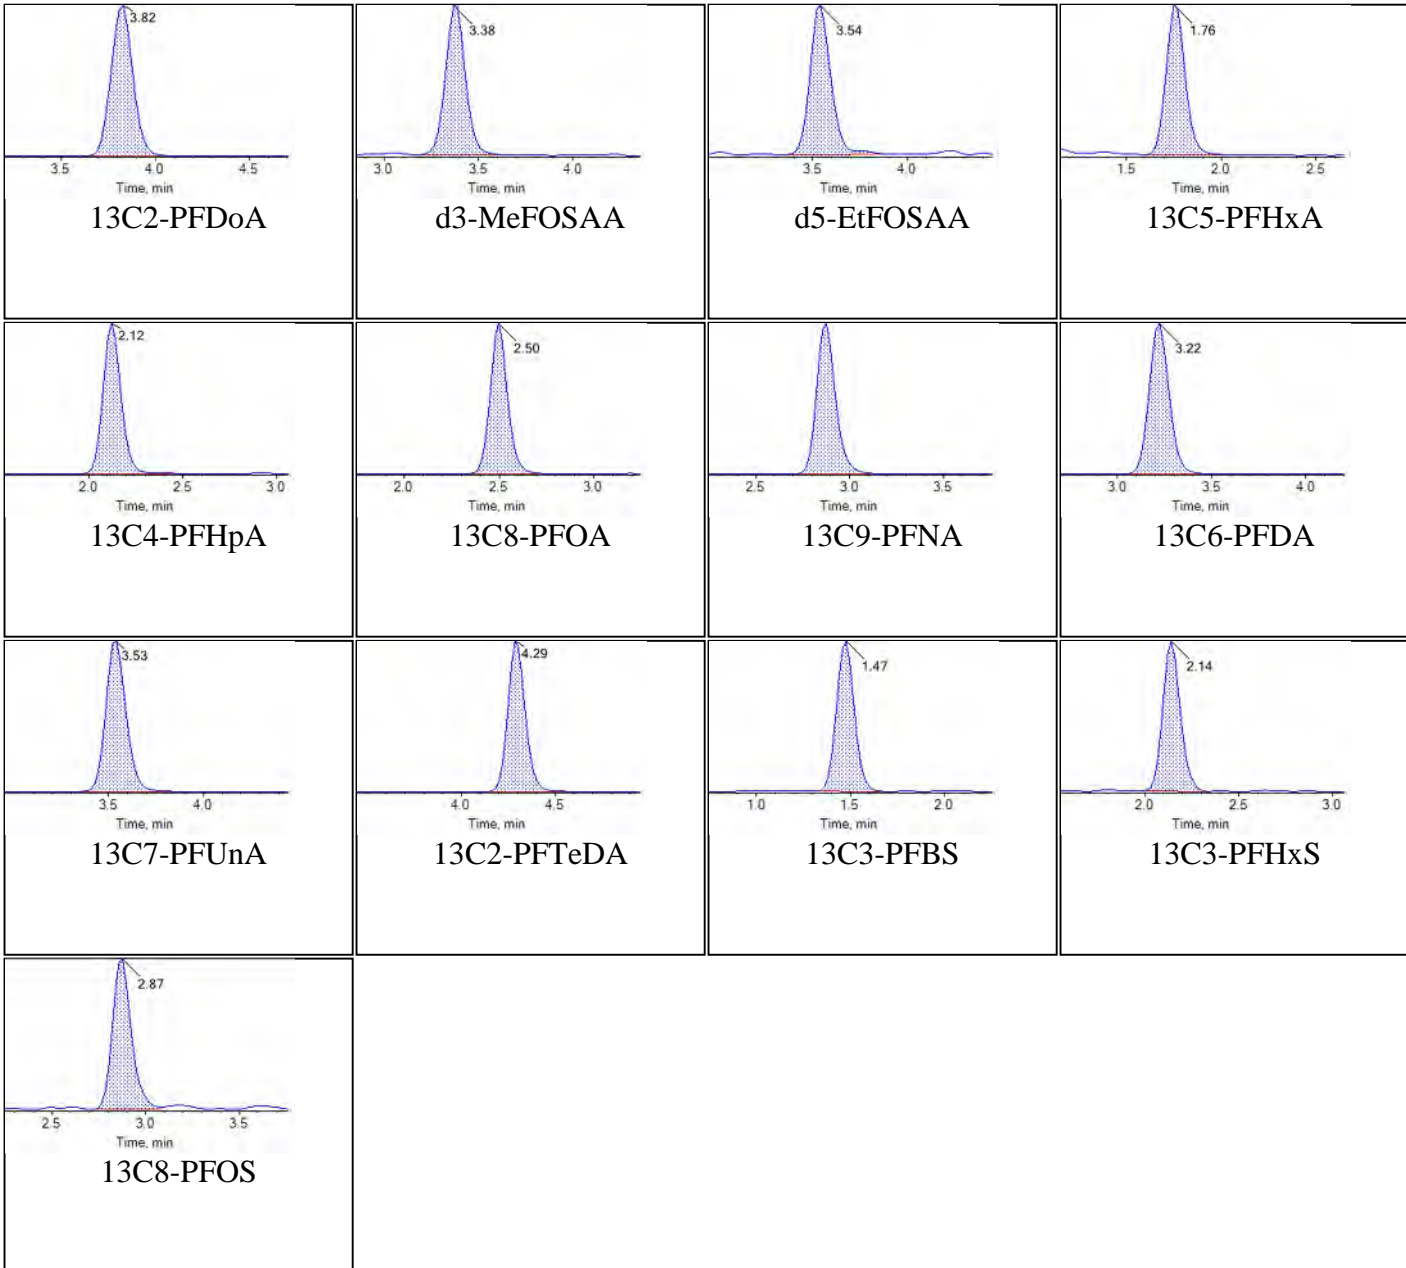 3.82
3.5 4.0 4.5
Time, min
13C2-PFDoA
3.38
3.0 3.5 4.0
Time, min
d3-MeFOSAA
3.54
3.5 4.0
Time, min
d5-EtFOSAA
1.76
1.5 2.0 2.5
Time, min
13C5-PFHxA
2.12
2.0 2.5 3.0
Time, min
13C4-PFHpA
2.50
2.0 2.5 3.0
Time, min
13C8-PFOA
2.5 3.0 3.5
Time, min
13C9-PFNA
3.22
3.0 3.5 4.0
Time, min
13C6-PFDA
3.53
3.5 4.0
Time, min
13C7-PFUnA
4.29
4.0 4.5
Time, min
13C2-PFTeDA
1.47
1.0 1.5 2.0
Time, min
13C3-PFBS
2.14
2.0 2.5 3.0
Time, min
13C3-PFHxS
2.87
2.5 3.0 3.5
Time, min
13C8-PFOS